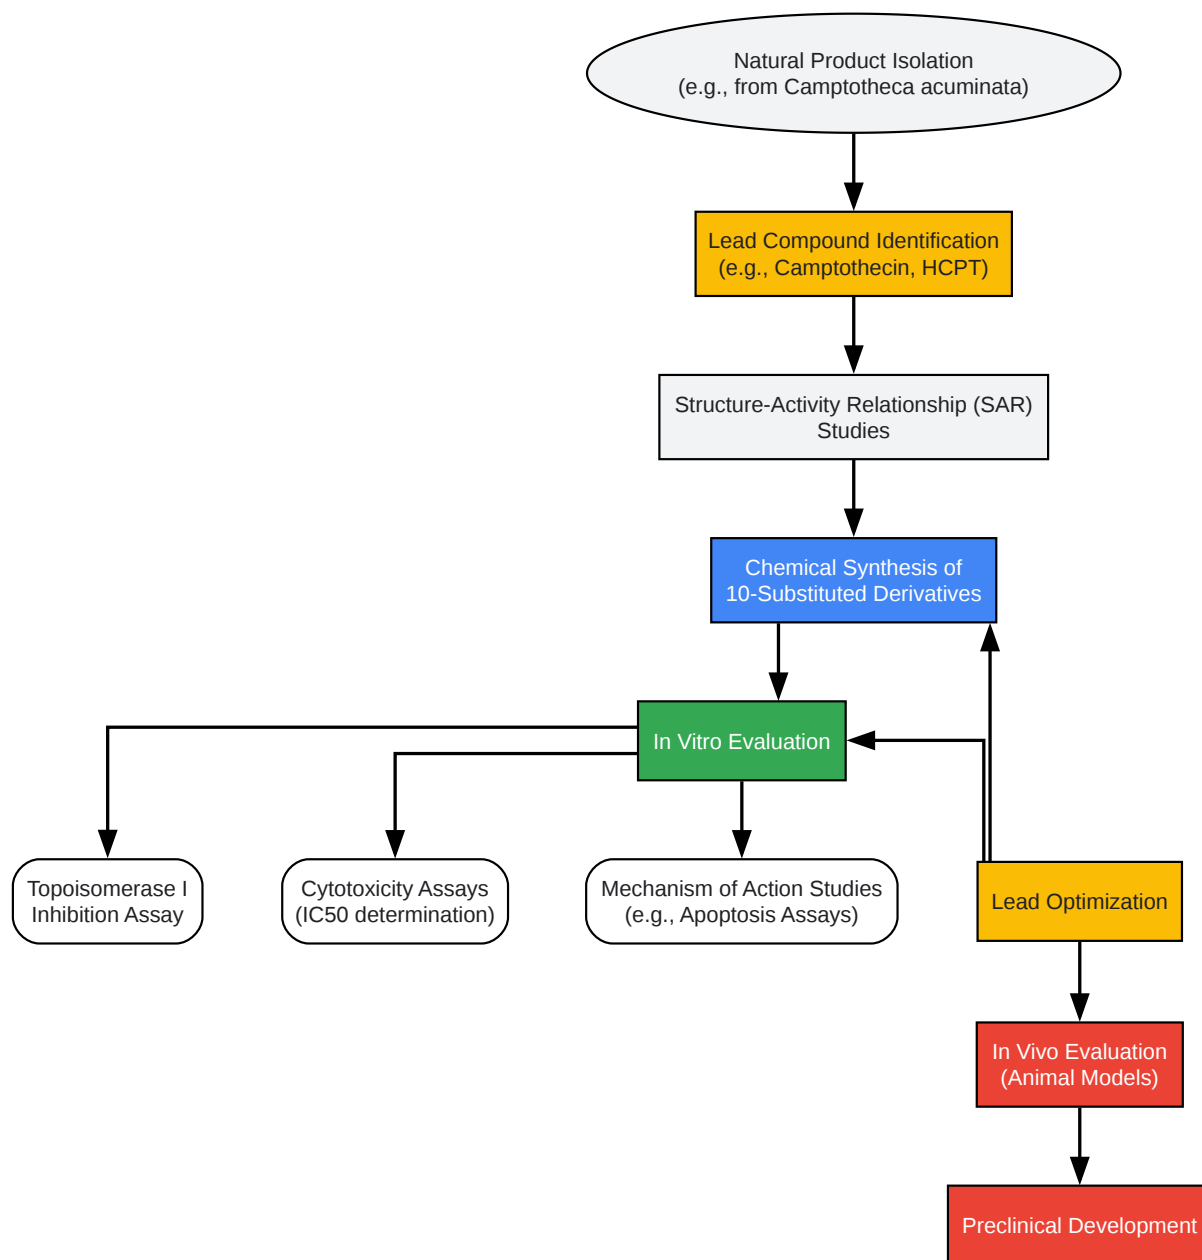 Natural Product Isolation
(e.g., from Camptotheca acuminata)
Lead Compound Identification
(e.g., Camptothecin, HCPT)
Structure-Activity Relationship (SAR)
Studies
Chemical Synthesis of
10-Substituted Derivatives
In Vitro Evaluation
Topoisomerase I
Inhibition Assay
Cytotoxicity Assays
(IC50 determination)
Mechanism of Action Studies
(e.g., Apoptosis Assays)
Lead Optimization
In Vivo Evaluation
(Animal Models)
Preclinical Development